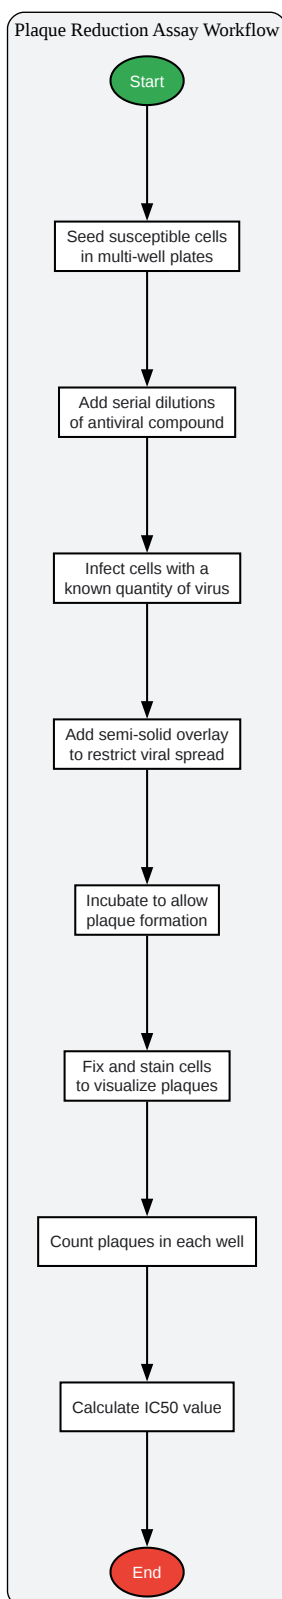 Plaque Reduction Assay Workflow
Start
Seed susceptible cells
in multi-well plates
Add serial dilutions
of antiviral compound
Infect cells with a
known quantity of virus
Add semi-solid overlay
to restrict viral spread
Incubate to allow
plaque formation
Fix and stain cells
to visualize plaques
Count plaques in each well
Calculate IC50 value
End